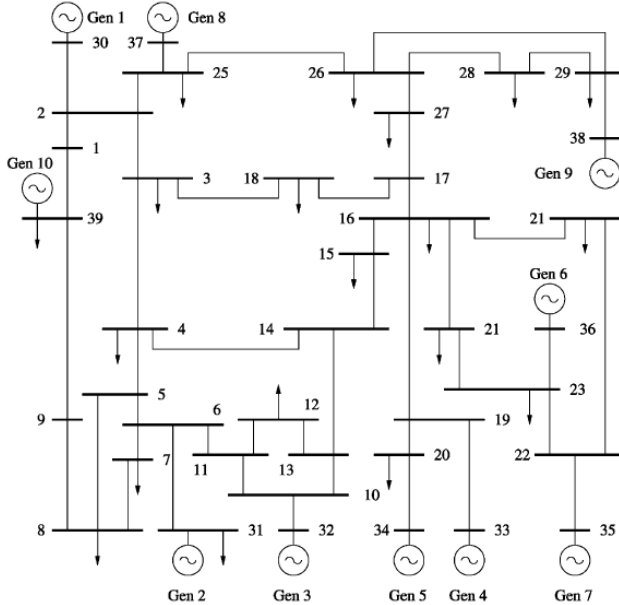 Gen 1 Gen 8
30 37
25 26 28 29
2 27
1 38
Gen 10 3 18 17 Gen 9
39 16 21
15 Gen 6
4 14 21 36
5 23
6 12
9 19
7 11 13 20 22
10
8 31 32 34 33 35
Gen 2 Gen 3 Gen 5 Gen 4 Gen 7